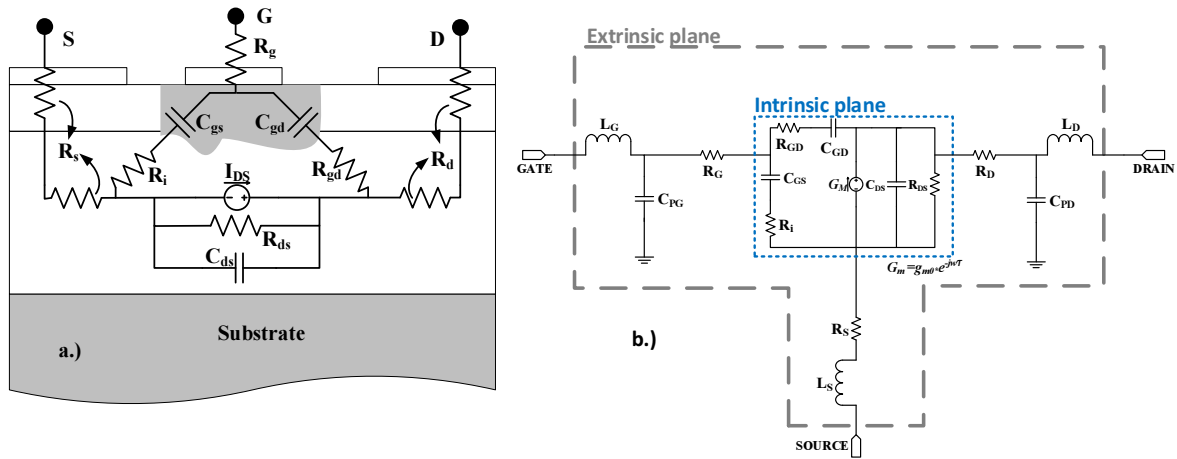 S
G
D
Rg
Cgs
Cgd
Rs
Ri
IDS
Rgd
Rd
- +
Rds
Cds
Substrate
a.)
Extrinsic plane
Intrinsic plane
LG
LD
RGD
CGD
GATE
RG
CGS
GM
CDS
RDS
RD
DRAIN
CPG
Ri
CPD
Gm=gm0*e-jwτ
RS
b.)
LS
SOURCE